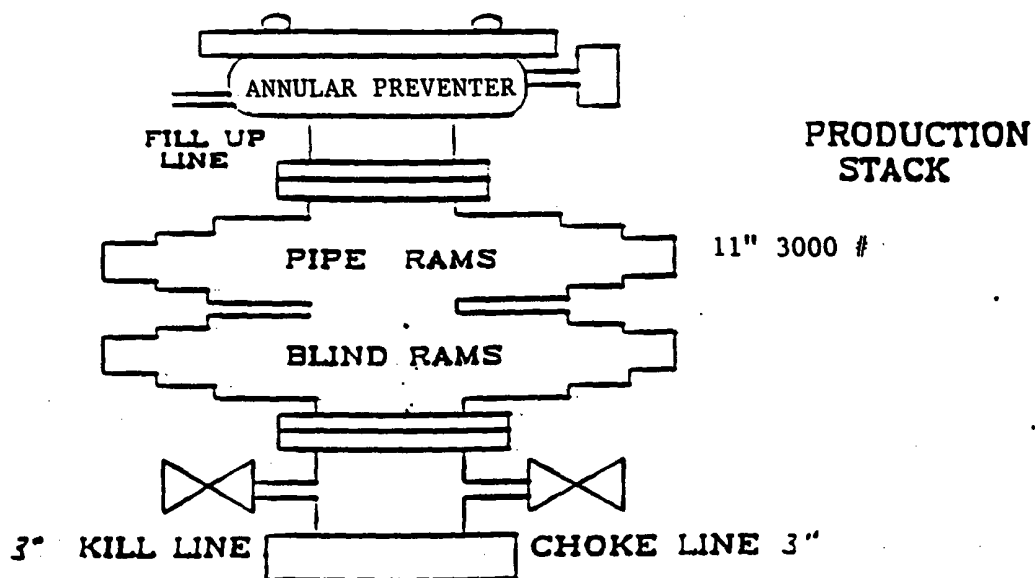 ANNULAR PREVENTER
FILL UP
LINE
PRODUCTION
STACK
PIPE RAMS
11" 3000 #
BLIND RAMS
3" KILL LINE
CHOKE LINE 3"